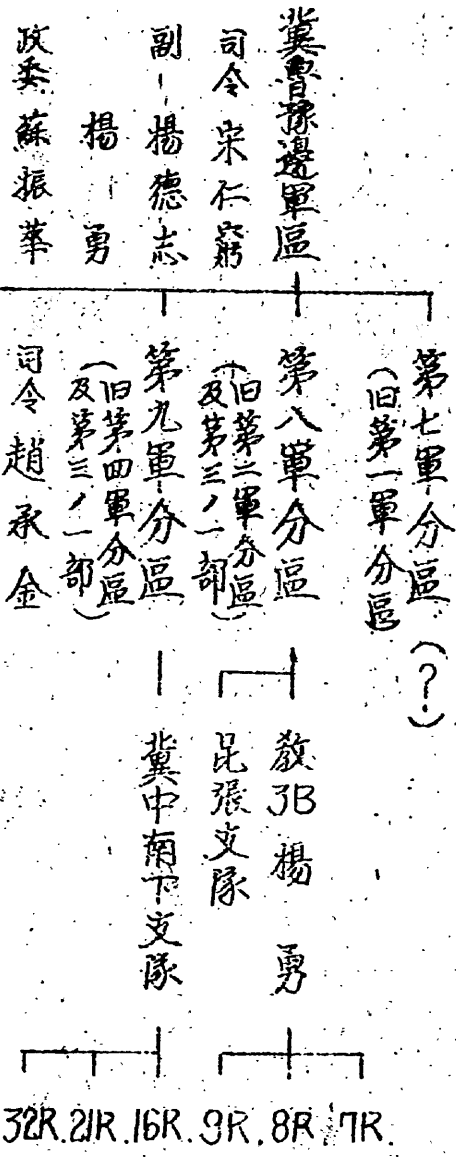 冀魯豫邊軍區
司令 宋仁窮
副〃 楊德志
楊勇
政委 蘇振華
第七軍分區(?)
(旧第一軍分區)
第八軍分區
(旧第二軍分區
及第三ノ一部)
第九軍分區
(旧第四軍分區
及第三ノ一部)
司令 趙承金
教3B 楊勇
昆張支隊
冀中南下支隊
7R.
8R.
9R.
16R.
21R.
32R.